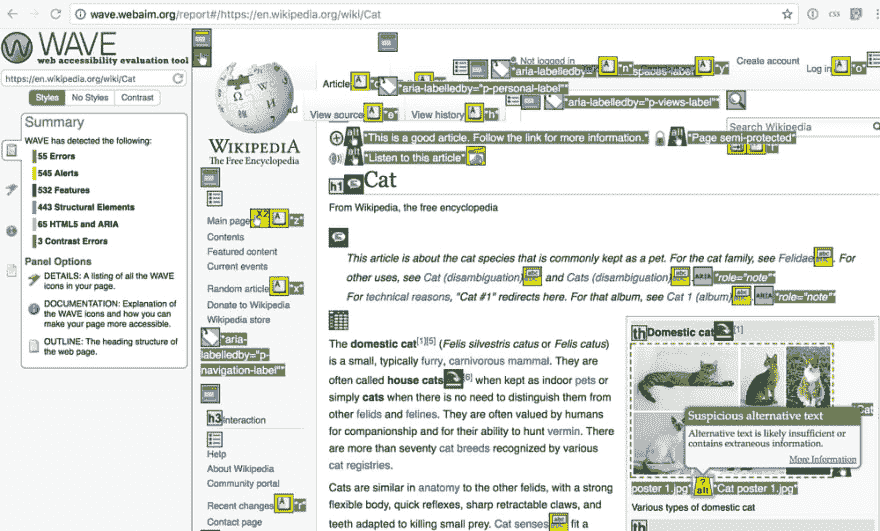 wave.webaim.org/report#/https://en.wikipedia.org/wiki/Cat
css
WAVE
web accessibility evaluation tool
https://en.wikipedia.org/wiki/Cat
Styles No Styles Contrast
Summary
WAVE has detected the following:
55 Errors
545 Alerts
532 Features
443 Structural Elements
65 HTML5 and ARIA
3 Contrast Errors
Panel Options
DETAILS: A listing of all the WAVE
icons in your page.
DOCUMENTATION: Explanation of
the WAVE icons and how you can
make your page more accessible.
OUTLINE: The heading structure of
the web page.
WIKIPEDIA
The Free Encyclopedia
Main page X2 A "z"
Contents
Featured content
Current events
Random article A "x"
Donate to Wikipedia
Wikipedia store
"aria-
labelledby="p-
navigation-label""
h3 Interaction
Help
About Wikipedia
Community portal
Recent changes A "r"
Contact page
Not logged in
Create account
Log in A "o"
Article
"aria-labelledby="p-personal-label""
"aria-labelledby="p-views-label""
View source A "e" View history A "h"
Search Wikipedia
alt "This is a good article. Follow the link for more information." alt "Page semi-protected"
alt "Listen to this article"
h1 Cat
From Wikipedia, the free encyclopedia
This article is about the cat species that is commonly kept as a pet. For the cat family, see Felidae. For
other uses, see Cat (disambiguation) and Cats (disambiguation). ARIA "role="note""
For technical reasons, "Cat #1" redirects here. For that album, see Cat 1 (album). ARIA "role="note""
The domestic cat[1][5] (Felis silvestris catus or Felis catus)
is a small, typically furry, carnivorous mammal. They are
often called house cats [6] when kept as indoor pets or
simply cats when there is no need to distinguish them from
other felids and felines. They are often valued by humans
for companionship and for their ability to hunt vermin. There
are more than seventy cat breeds recognized by various
cat registries.
Cats are similar in anatomy to the other felids, with a strong
flexible body, quick reflexes, sharp retractable claws, and
teeth adapted to killing small prey. Cat senses fit a
th Domestic cat [1]
Suspicious alternative text
Alternative text is likely insufficient or
contains extraneous information.
More Information
"Cat
poster 1.jpg" ? alt "Cat poster 1.jpg"
Various types of domestic cat
th